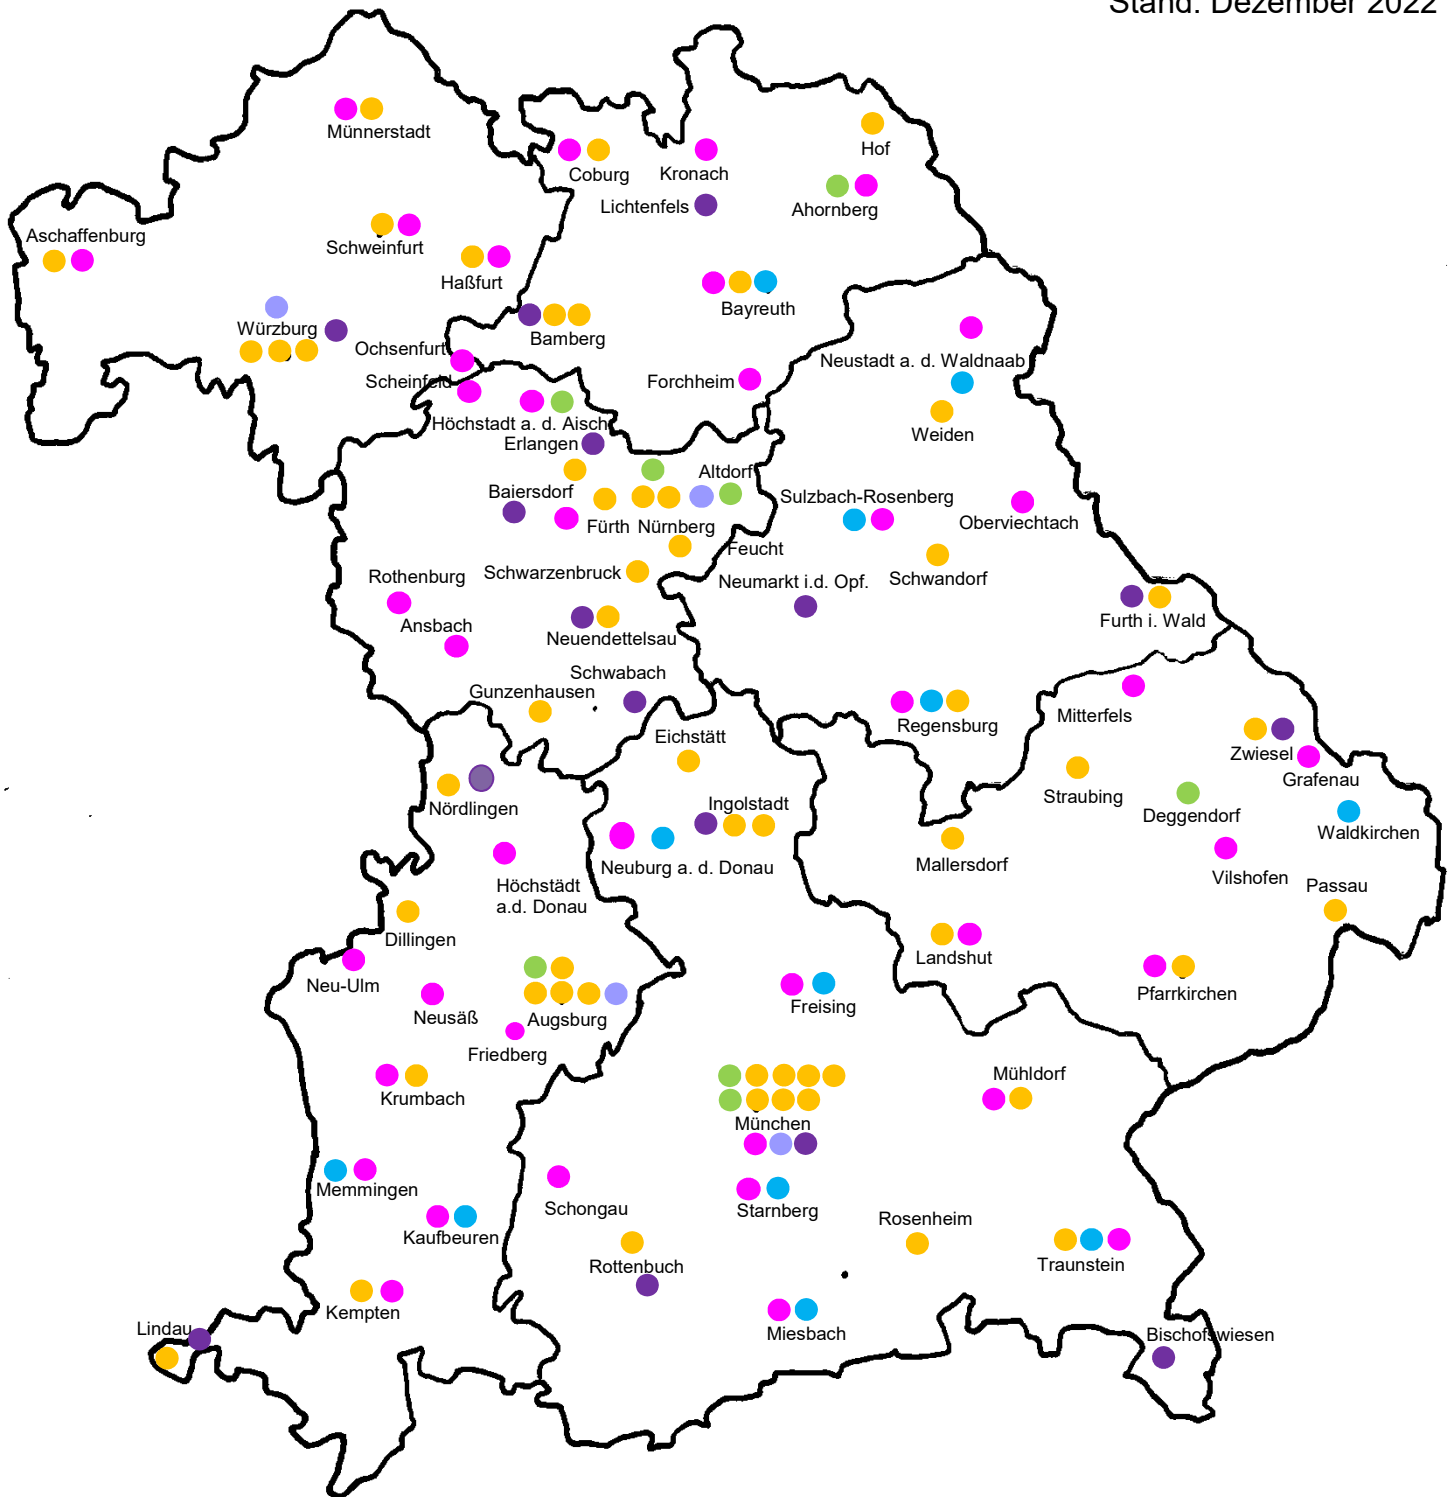 Stand: Dezember 2022
Münnerstadt
Hof
Coburg
Kronach
Lichtenfels
Ahornberg
Aschaffenburg
Schweinfurt
Haßfurt
Bayreuth
Würzburg
Bamberg
Ochsenfurt
Neustadt a. d. Waldnaab
Scheinfeld
Forchheim
Höchstadt a. d. Aisch
Weiden
Erlangen
Altdorf
Baiersdorf
Sulzbach-Rosenberg
Oberviechtach
Fürth
Nürnberg
Feucht
Schwarzenbruck
Neumarkt i.d. Opf.
Schwandorf
Rothenburg
Ansbach
Furth i. Wald
Neuendettelsau
Schwabach
Gunzenhausen
Mitterfels
Regensburg
Eichstätt
Zwiesel
Grafenau
Nördlingen
Ingolstadt
Straubing
Deggendorf
Waldkirchen
Neuburg a. d. Donau
Mallersdorf
Vilshofen
Höchstädt
a.d. Donau
Passau
Dillingen
Landshut
Neu-Ulm
Pfarrkirchen
Freising
Neusäß
Augsburg
Friedberg
Mühldorf
Krumbach
München
Memmingen
Schongau
Starnberg
Rosenheim
Kaufbeuren
Rottenbuch
Traunstein
Kempten
Lindau
Miesbach
Bischofswiesen